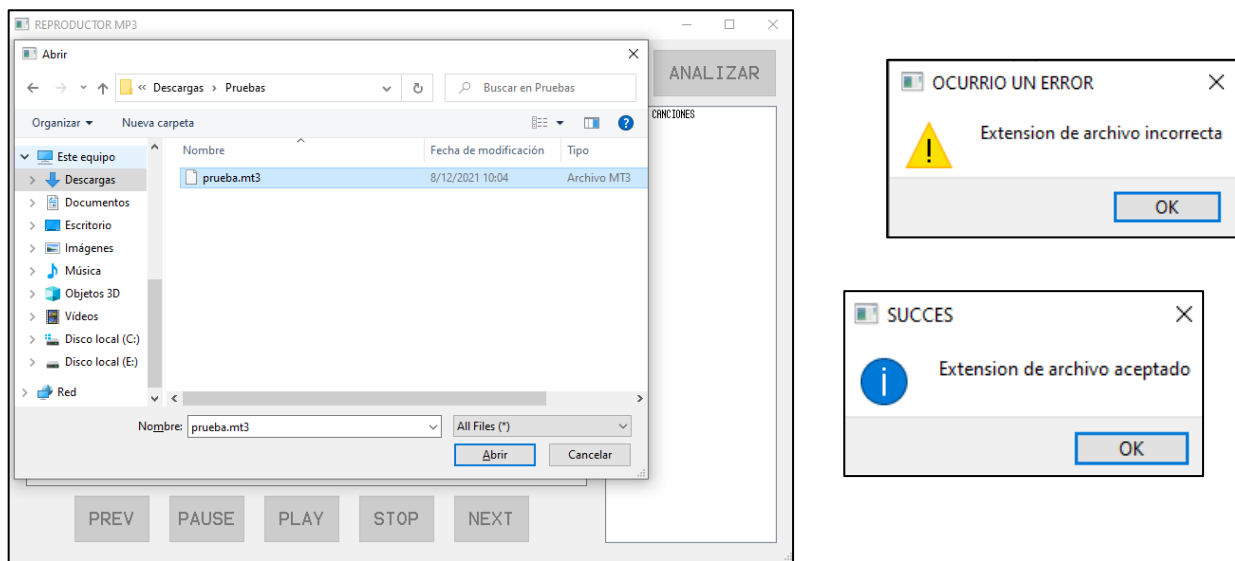 REPRODUCTOR MP3
Abrir
« Descargas › Pruebas
Buscar en Pruebas
ANALIZAR
Organizar
Nueva carpeta
CANCIONES
Este equipo
Descargas
Documentos
Escritorio
Imágenes
Música
Objetos 3D
Vídeos
Disco local (C:)
Disco local (E:)
Red
Nombre Fecha de modificación Tipo
prueba.mt3 8/12/2021 10:04 Archivo MT3
Nombre: prueba.mt3 All Files (*)
Abrir Cancelar
PREV PAUSE PLAY STOP NEXT
OCURRIO UN ERROR
Extension de archivo incorrecta
OK
SUCCES
Extension de archivo aceptado
OK